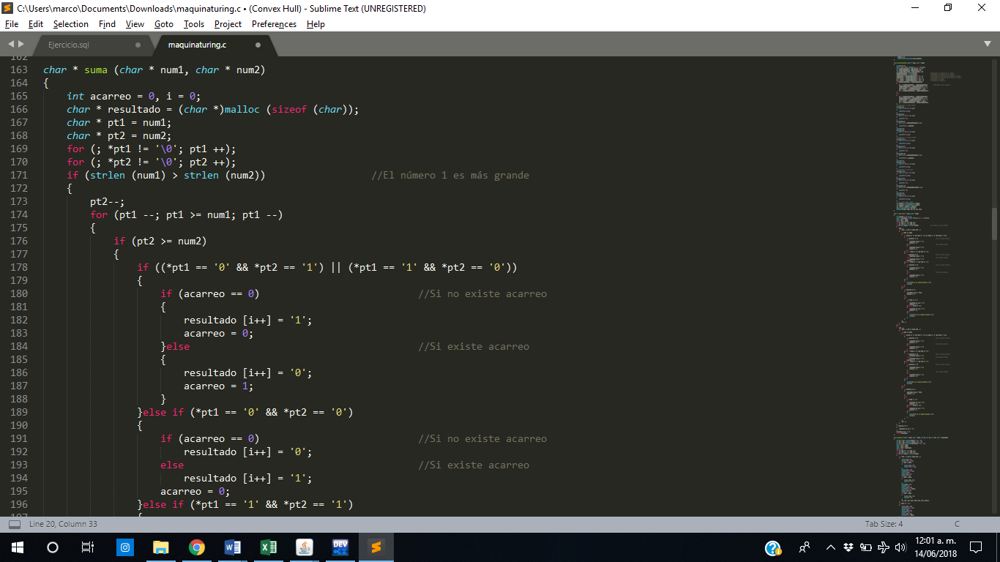 C:\Users\marco\Documents\Downloads\maquinaturing.c • (Convex Hull) - Sublime Text (UNREGISTERED)
File Edit Selection Find View Goto Tools Project Preferences Help
Ejercicio.sql maquinaturing.c
162
163 char * suma (char * num1, char * num2)
164 {
165 int acarreo = 0, i = 0;
166 char * resultado = (char *)malloc (sizeof (char));
167 char * pt1 = num1;
168 char * pt2 = num2;
169 for (; *pt1 != '\0'; pt1 ++);
170 for (; *pt2 != '\0'; pt2 ++);
171 if (strlen (num1) > strlen (num2)) //El número 1 es más grande
172 {
173 pt2--;
174 for (pt1 --; pt1 >= num1; pt1 --)
175 {
176 if (pt2 >= num2)
177 {
178 if ((*pt1 == '0' && *pt2 == '1') || (*pt1 == '1' && *pt2 == '0'))
179 {
180 if (acarreo == 0) //Si no existe acarreo
181 {
182 resultado [i++] = '1';
183 acarreo = 0;
184 }else //Si existe acarreo
185 {
186 resultado [i++] = '0';
187 acarreo = 1;
188 }
189 }else if (*pt1 == '0' && *pt2 == '0')
190 {
191 if (acarreo == 0) //Si no existe acarreo
192 resultado [i++] = '0';
193 else //Si existe acarreo
194 resultado [i++] = '1';
195 acarreo = 0;
196 }else if (*pt1 == '1' && *pt2 == '1')
197 {
Line 20, Column 33 Tab Size: 4 C
DEV
12:01 a. m.
14/06/2018